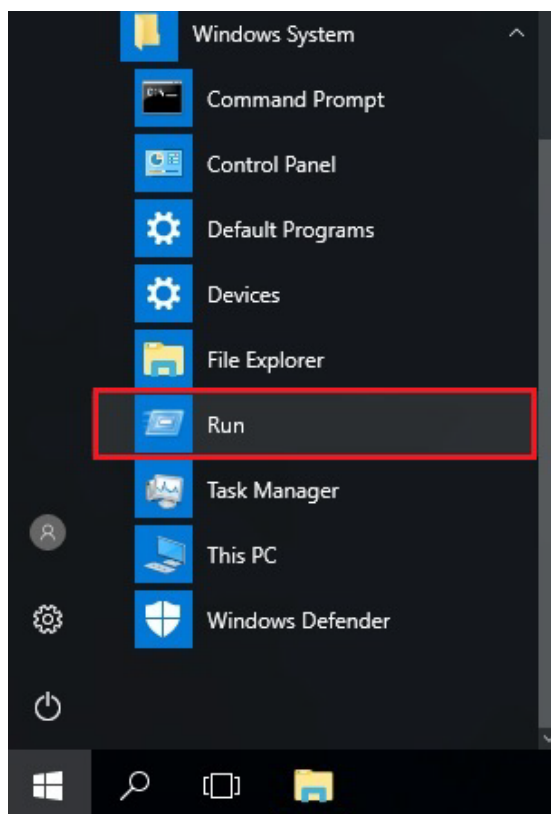 Windows System
Command Prompt
Control Panel
Default Programs
Devices
File Explorer
Run
Task Manager
This PC
Windows Defender